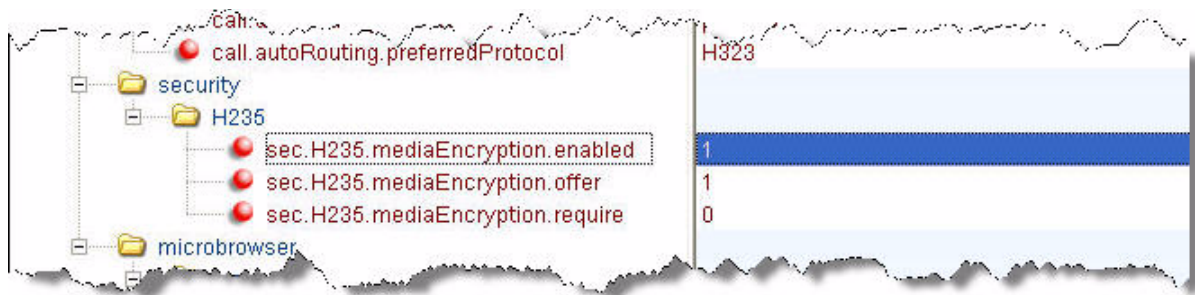 call.autoRouting.preferredProtocol H323
security
H235
sec.H235.mediaEncryption.enabled 1
sec.H235.mediaEncryption.offer 1
sec.H235.mediaEncryption.require 0
microbrowser